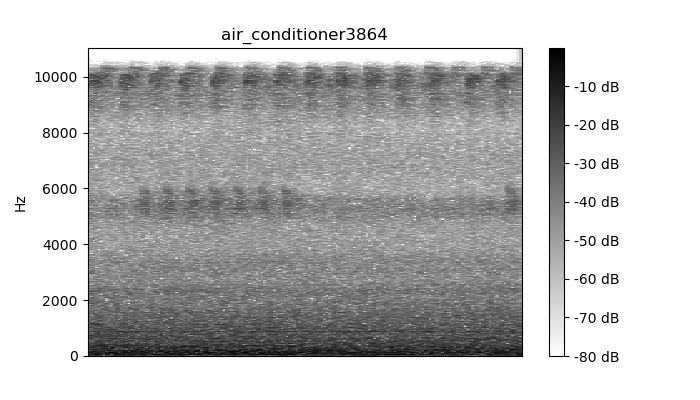 air_conditioner3864
Hz
10000
8000
6000
4000
2000
0
-10 dB
-20 dB
-30 dB
-40 dB
-50 dB
-60 dB
-70 dB
-80 dB